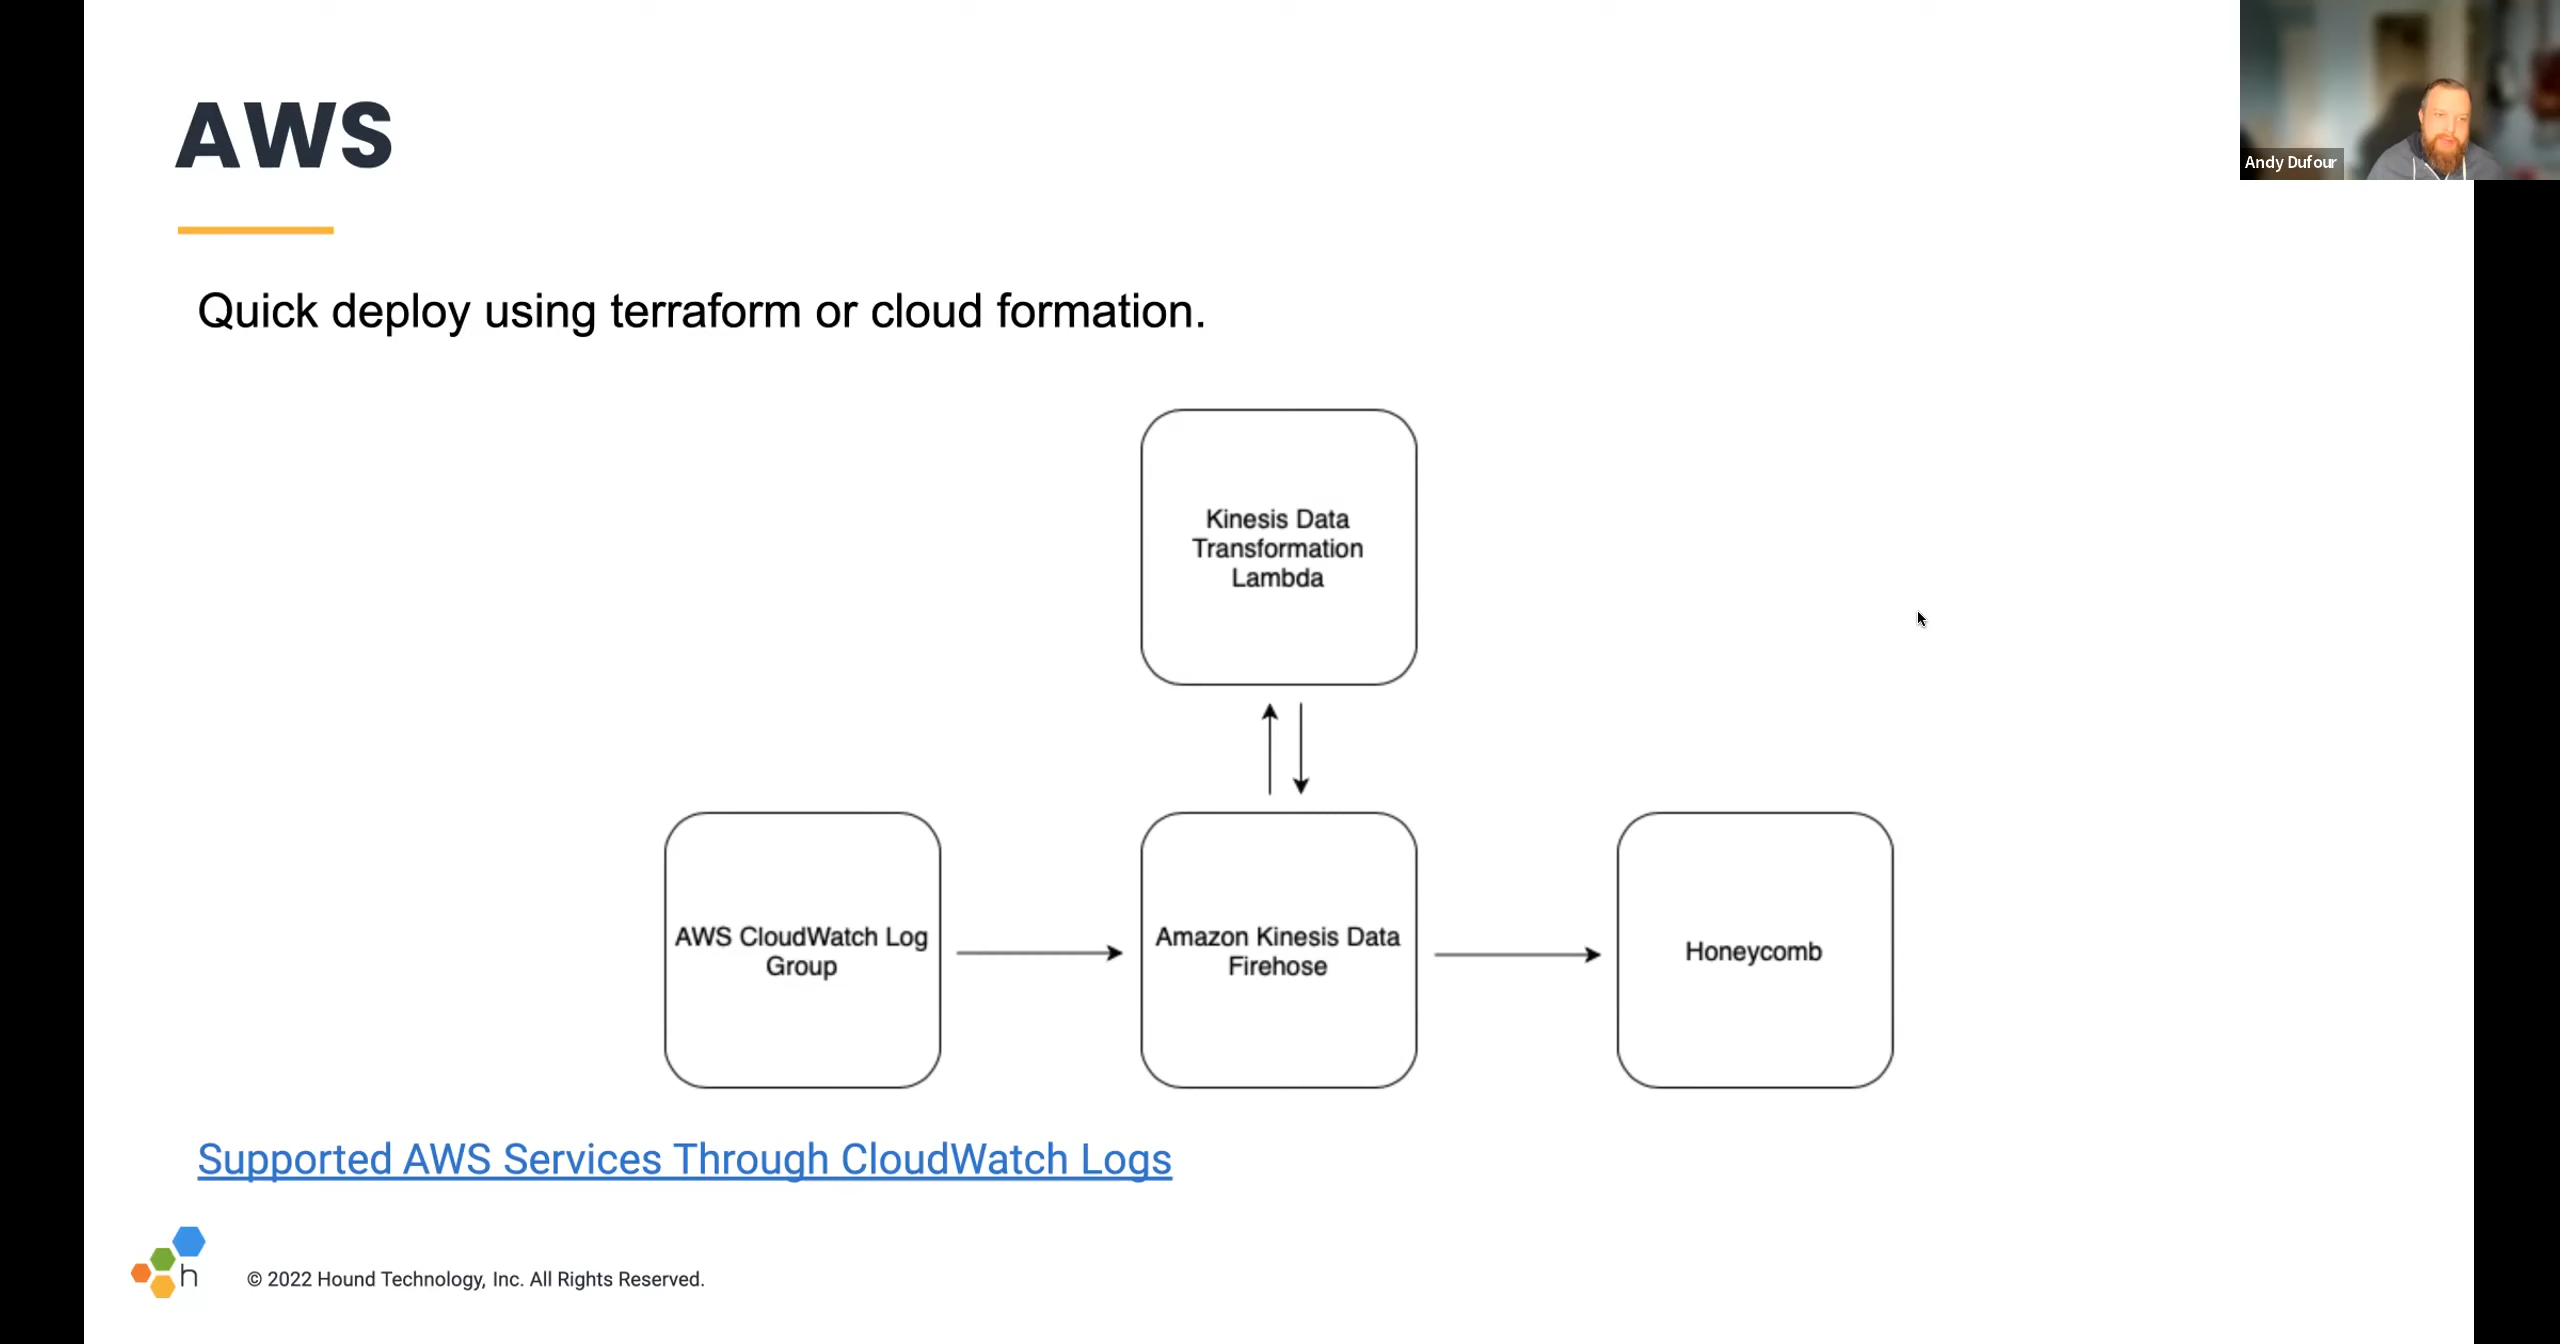 AWS
Andy Dufour
Quick deploy using terraform or cloud formation.
Kinesis Data
Transformation
Lambda
AWS CloudWatch Log
Group
Amazon Kinesis Data
Firehose
Honeycomb
Supported AWS Services Through CloudWatch Logs
h
© 2022 Hound Technology, Inc. All Rights Reserved.